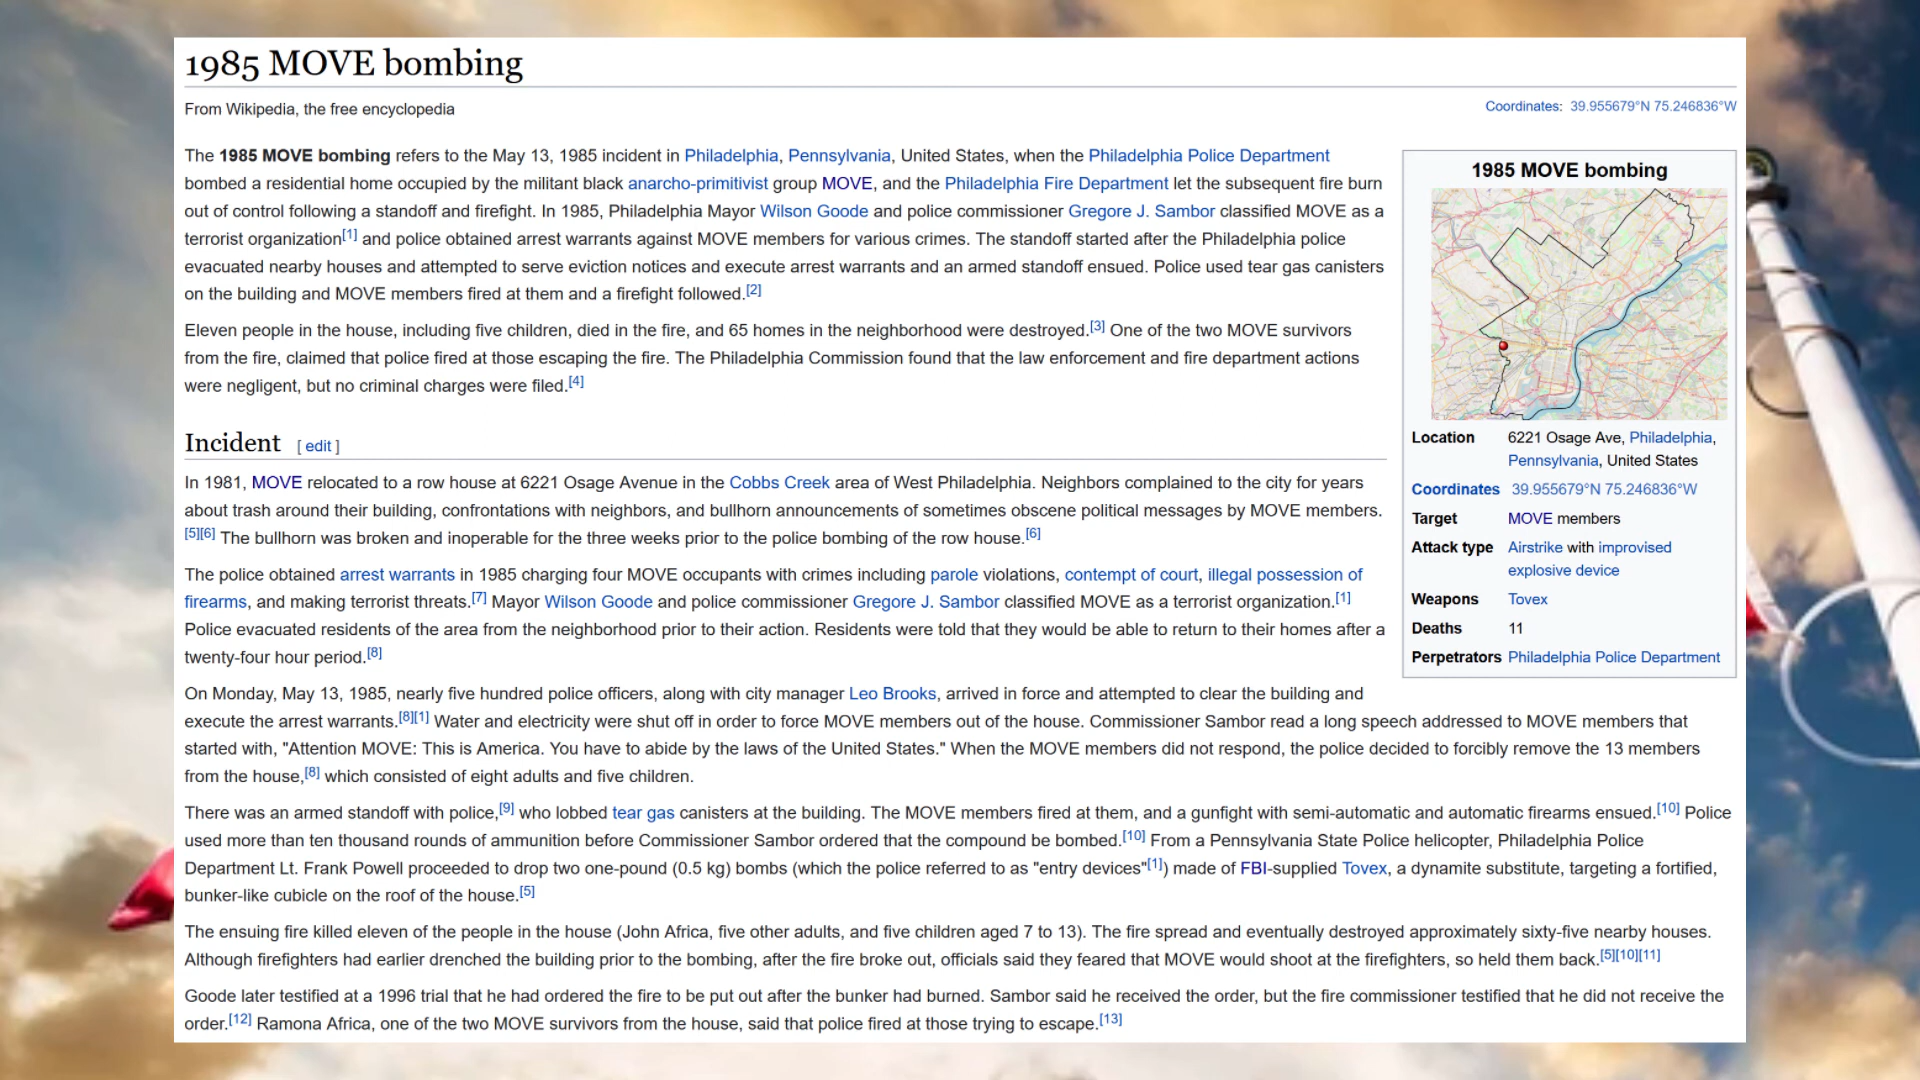 1985 MOVE bombing
From Wikipedia, the free encyclopedia
Coordinates: 39.955679°N 75.246836°W
The 1985 MOVE bombing refers to the May 13, 1985 incident in Philadelphia, Pennsylvania, United States, when the Philadelphia Police Department
bombed a residential home occupied by the militant black anarcho-primitivist group MOVE, and the Philadelphia Fire Department let the subsequent fire burn
out of control following a standoff and firefight. In 1985, Philadelphia Mayor Wilson Goode and police commissioner Gregore J. Sambor classified MOVE as a
terrorist organization[1] and police obtained arrest warrants against MOVE members for various crimes. The standoff started after the Philadelphia police
evacuated nearby houses and attempted to serve eviction notices and execute arrest warrants and an armed standoff ensued. Police used tear gas canisters
on the building and MOVE members fired at them and a firefight followed.[2]
Eleven people in the house, including five children, died in the fire, and 65 homes in the neighborhood were destroyed.[3] One of the two MOVE survivors
from the fire, claimed that police fired at those escaping the fire. The Philadelphia Commission found that the law enforcement and fire department actions
were negligent, but no criminal charges were filed.[4]
1985 MOVE bombing
Location 6221 Osage Ave, Philadelphia,
Pennsylvania, United States
Coordinates 39.955679°N 75.246836°W
Target MOVE members
Attack type Airstrike with improvised
explosive device
Weapons Tovex
Deaths 11
Perpetrators Philadelphia Police Department
Incident [ edit ]
In 1981, MOVE relocated to a row house at 6221 Osage Avenue in the Cobbs Creek area of West Philadelphia. Neighbors complained to the city for years
about trash around their building, confrontations with neighbors, and bullhorn announcements of sometimes obscene political messages by MOVE members.
[5][6] The bullhorn was broken and inoperable for the three weeks prior to the police bombing of the row house.[6]
The police obtained arrest warrants in 1985 charging four MOVE occupants with crimes including parole violations, contempt of court, illegal possession of
firearms, and making terrorist threats.[7] Mayor Wilson Goode and police commissioner Gregore J. Sambor classified MOVE as a terrorist organization.[1]
Police evacuated residents of the area from the neighborhood prior to their action. Residents were told that they would be able to return to their homes after a
twenty-four hour period.[8]
On Monday, May 13, 1985, nearly five hundred police officers, along with city manager Leo Brooks, arrived in force and attempted to clear the building and
execute the arrest warrants.[8][1] Water and electricity were shut off in order to force MOVE members out of the house. Commissioner Sambor read a long speech addressed to MOVE members that
started with, "Attention MOVE: This is America. You have to abide by the laws of the United States." When the MOVE members did not respond, the police decided to forcibly remove the 13 members
from the house,[8] which consisted of eight adults and five children.
There was an armed standoff with police,[9] who lobbed tear gas canisters at the building. The MOVE members fired at them, and a gunfight with semi-automatic and automatic firearms ensued.[10] Police
used more than ten thousand rounds of ammunition before Commissioner Sambor ordered that the compound be bombed.[10] From a Pennsylvania State Police helicopter, Philadelphia Police
Department Lt. Frank Powell proceeded to drop two one-pound (0.5 kg) bombs (which the police referred to as "entry devices"[1]) made of FBI-supplied Tovex, a dynamite substitute, targeting a fortified,
bunker-like cubicle on the roof of the house.[5]
The ensuing fire killed eleven of the people in the house (John Africa, five other adults, and five children aged 7 to 13). The fire spread and eventually destroyed approximately sixty-five nearby houses.
Although firefighters had earlier drenched the building prior to the bombing, after the fire broke out, officials said they feared that MOVE would shoot at the firefighters, so held them back.[5][10][11]
Goode later testified at a 1996 trial that he had ordered the fire to be put out after the bunker had burned. Sambor said he received the order, but the fire commissioner testified that he did not receive the
order.[12] Ramona Africa, one of the two MOVE survivors from the house, said that police fired at those trying to escape.[13]